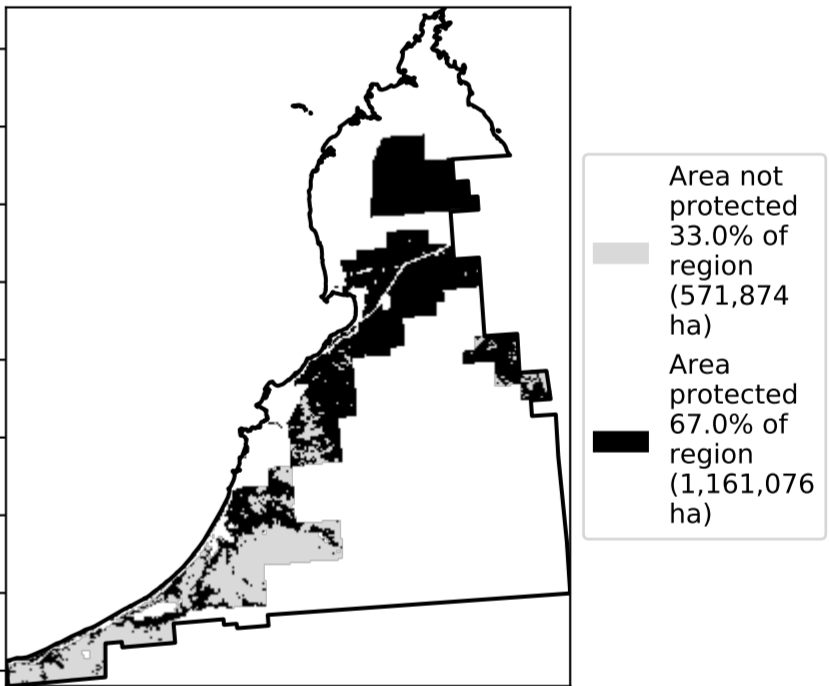 Area not
protected
33.0% of
region
(571,874
ha)
Area
protected
67.0% of
region
(1,161,076
ha)